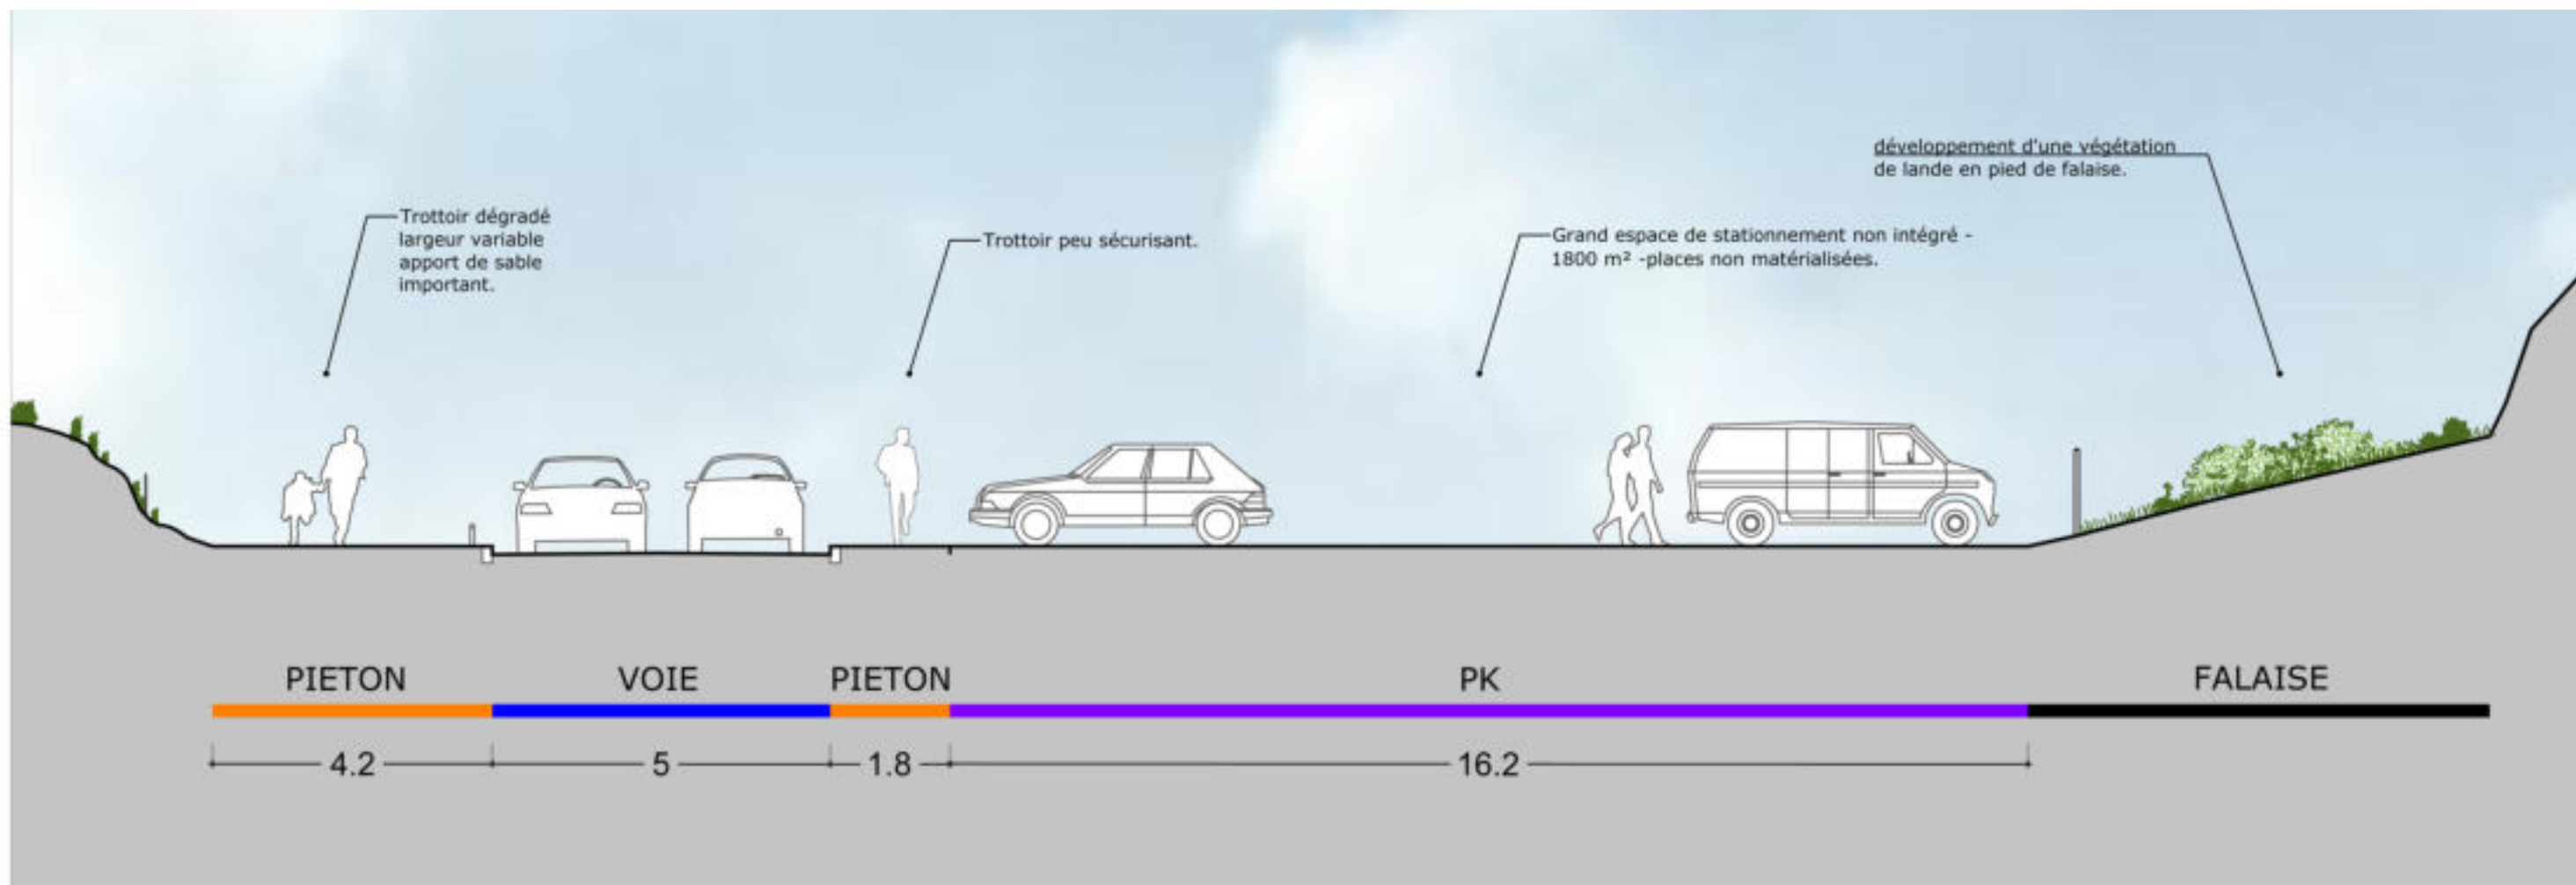 développement d'une végétation
de lande en pied de falaise.
Trottoir dégradé
largeur variable
apport de sable
important.
Trottoir peu sécurisant.
Grand espace de stationnement non intégré -
1800 m² -places non matérialisées.
PIETON
VOIE
PIETON
PK
FALAISE
4.2
5
1.8
16.2